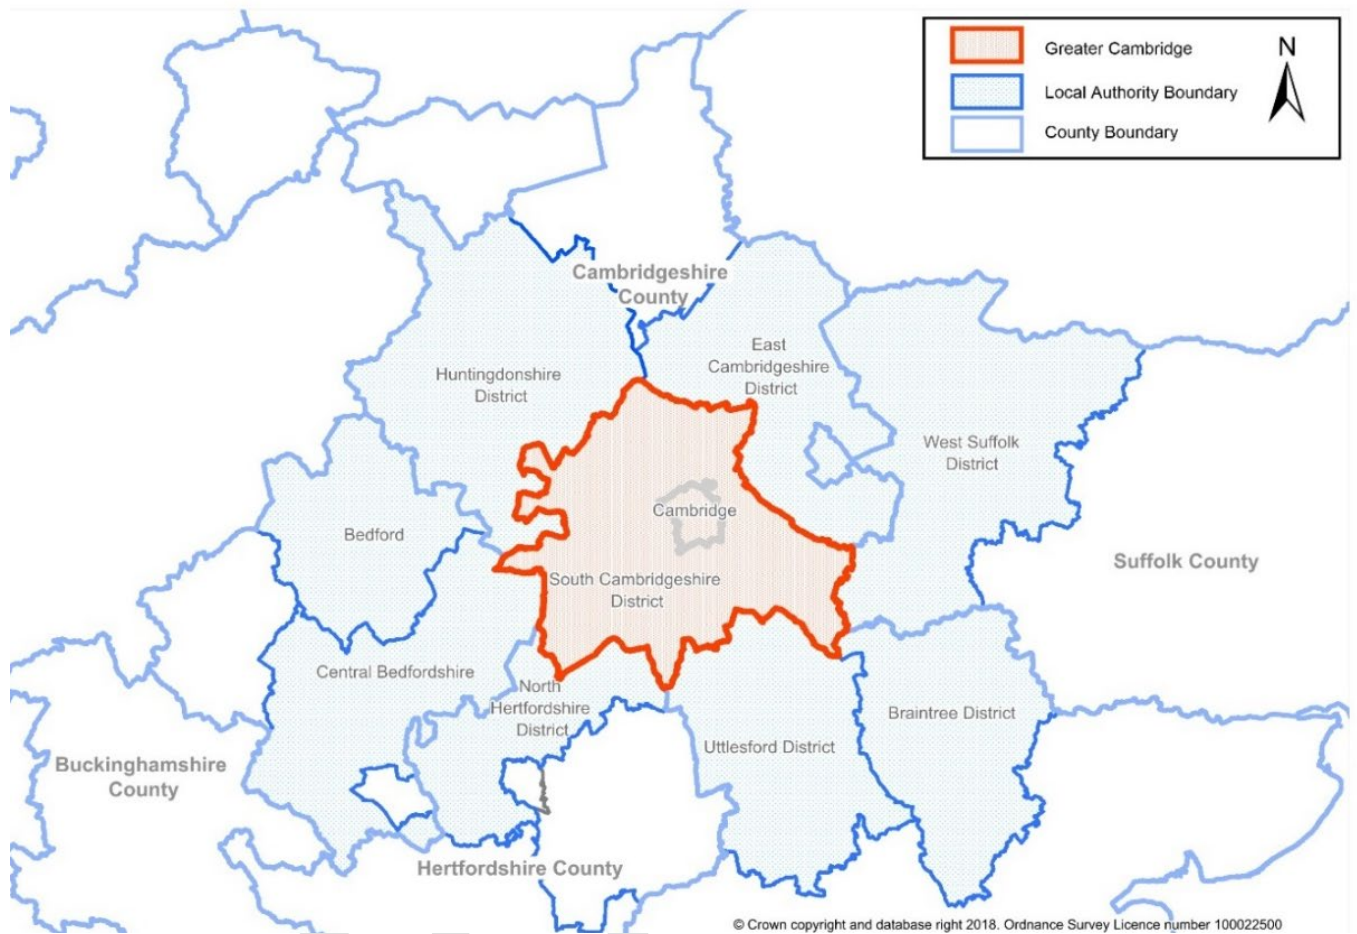 Greater Cambridge
N
Local Authority Boundary
County Boundary
Cambridgeshire
County
East
Cambridgeshire
District
Huntingdonshire
District
West Suffolk
District
Cambridge
Bedford
Suffolk County
South Cambridgeshire
District
Central Bedfordshire
North
Hertfordshire
District
Braintree District
Uttlesford District
Buckinghamshire
County
Hertfordshire County
© Crown copyright and database right 2018. Ordnance Survey Licence number 100022500